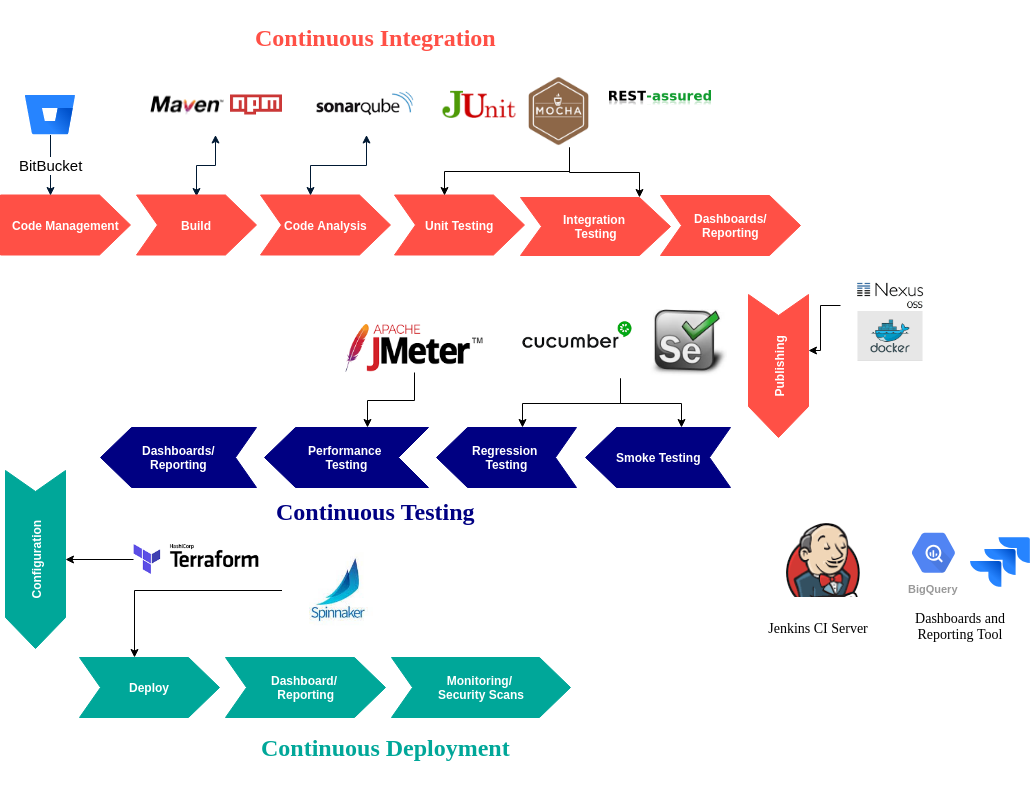 Continuous Integration
Maven
npm
sonarqube
JUnit
MOCHA
REST-assured
BitBucket
Code Management
Build
Code Analysis
Unit Testing
Integration
Testing
Dashboards/
Reporting
Nexus
OSS
docker
Publishing
APACHE
JMeter™
cucumber
Se
Dashboards/
Reporting
Performance
Testing
Regression
Testing
Smoke Testing
Continuous Testing
Configuration
HashiCorp
Terraform
Spinnaker
BigQuery
Jenkins CI Server
Dashboards and
Reporting Tool
Deploy
Dashboard/
Reporting
Monitoring/
Security Scans
Continuous Deployment